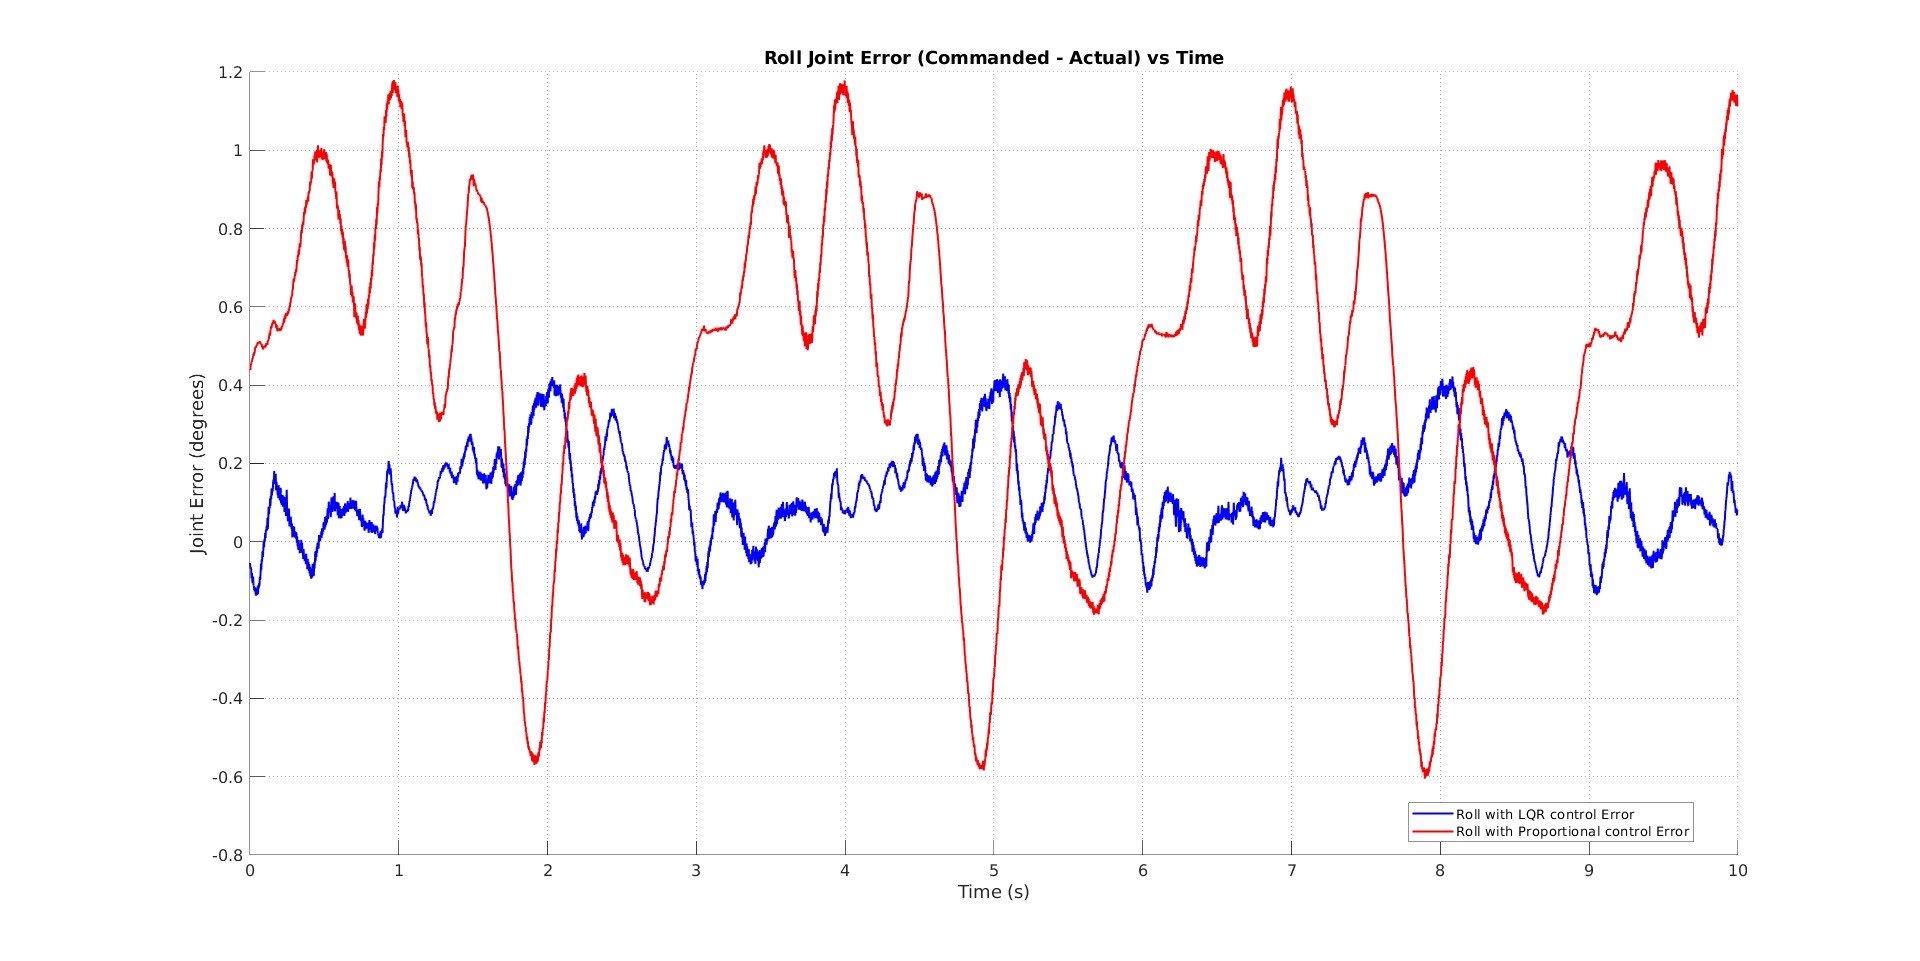 Roll Joint Error (Commanded - Actual) vs Time
1.2
1
0.8
0.6
0.4
0.2
0
-0.2
-0.4
-0.6
-0.8
Joint Error (degrees)
0 1 2 3 4 5 6 7 8 9 10
Time (s)
Roll with LQR control Error
Roll with Proportional control Error